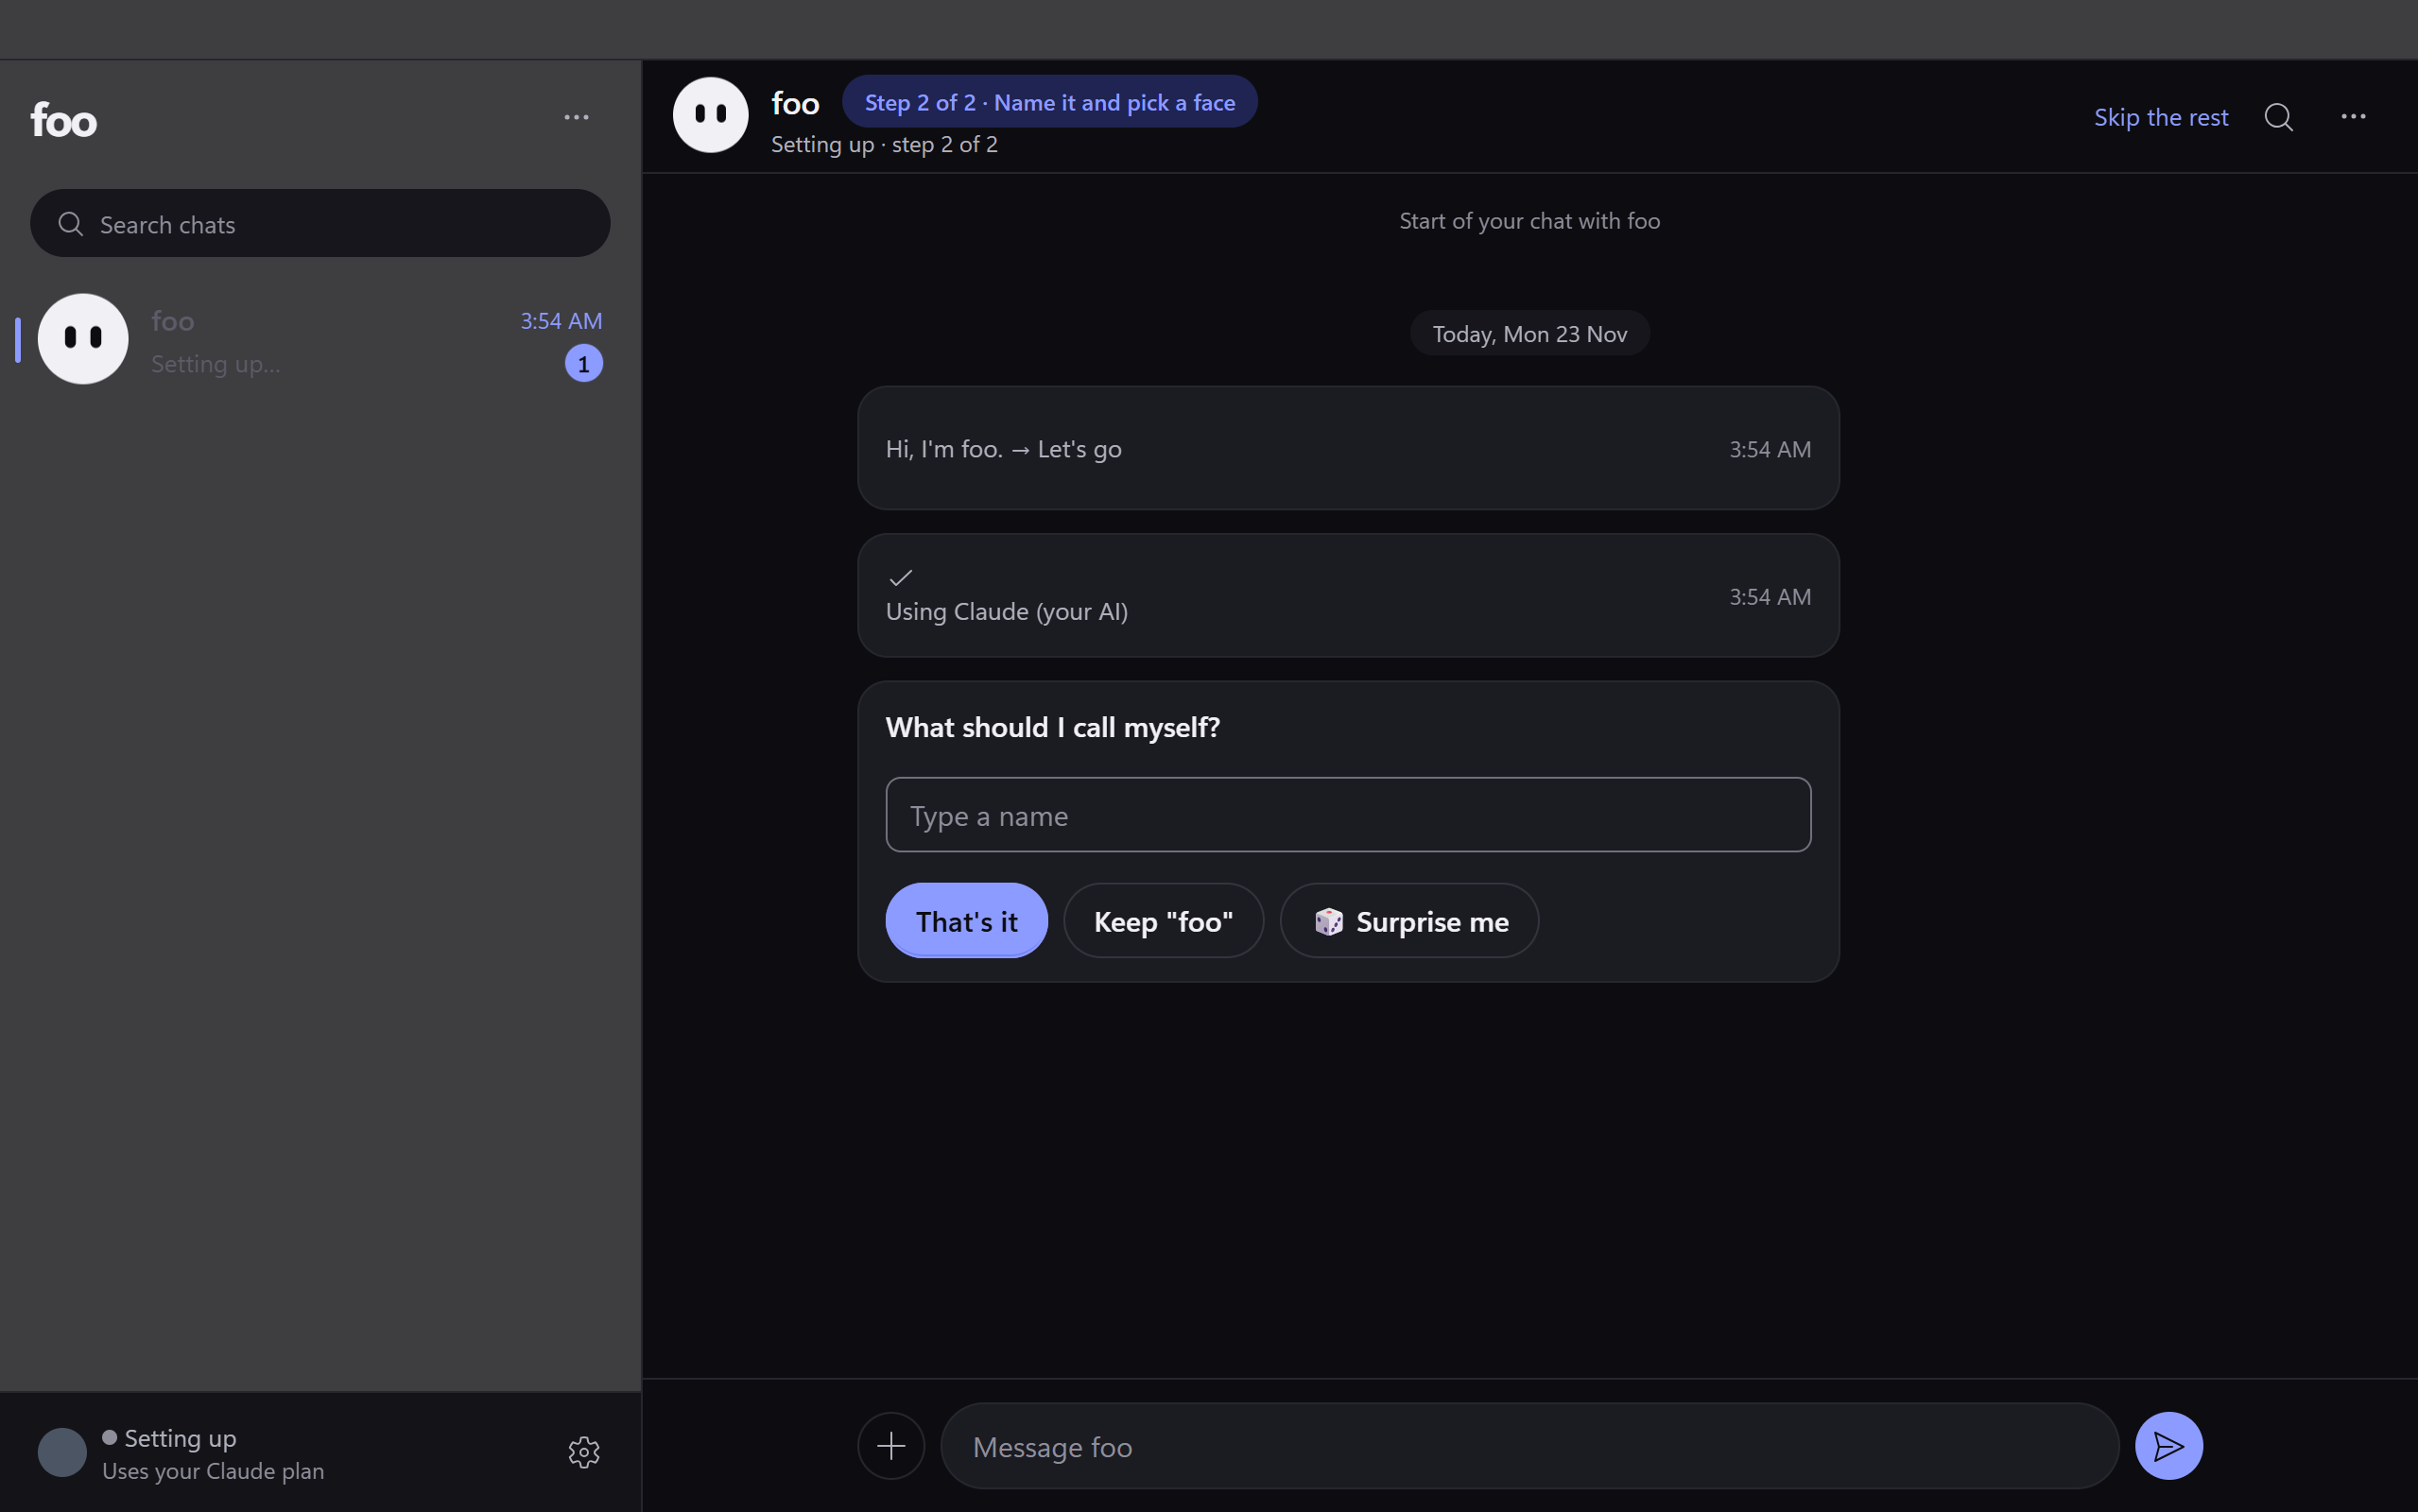 foo
Search chats
foo
3:54 AM
Setting up...
1
Setting up
Uses your Claude plan
foo
Step 2 of 2 · Name it and pick a face
Setting up · step 2 of 2
Skip the rest
Start of your chat with foo
Today, Mon 23 Nov
Hi, I'm foo. → Let's go
3:54 AM
Using Claude (your AI)
3:54 AM
What should I call myself?
Type a name
That's it
Keep "foo"
Surprise me
Message foo